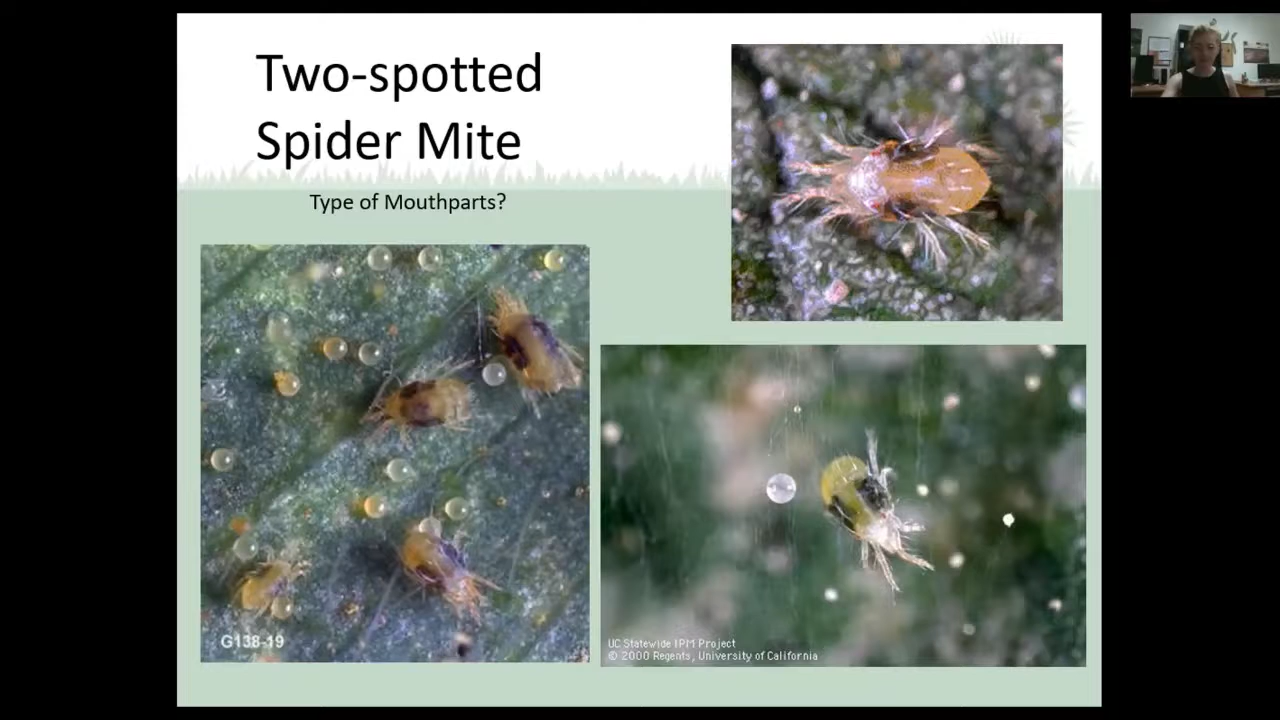 Two-spotted
Spider Mite
Type of Mouthparts?
G138-19
UC Statewide IPM Project
© 2000 Regents, University of California